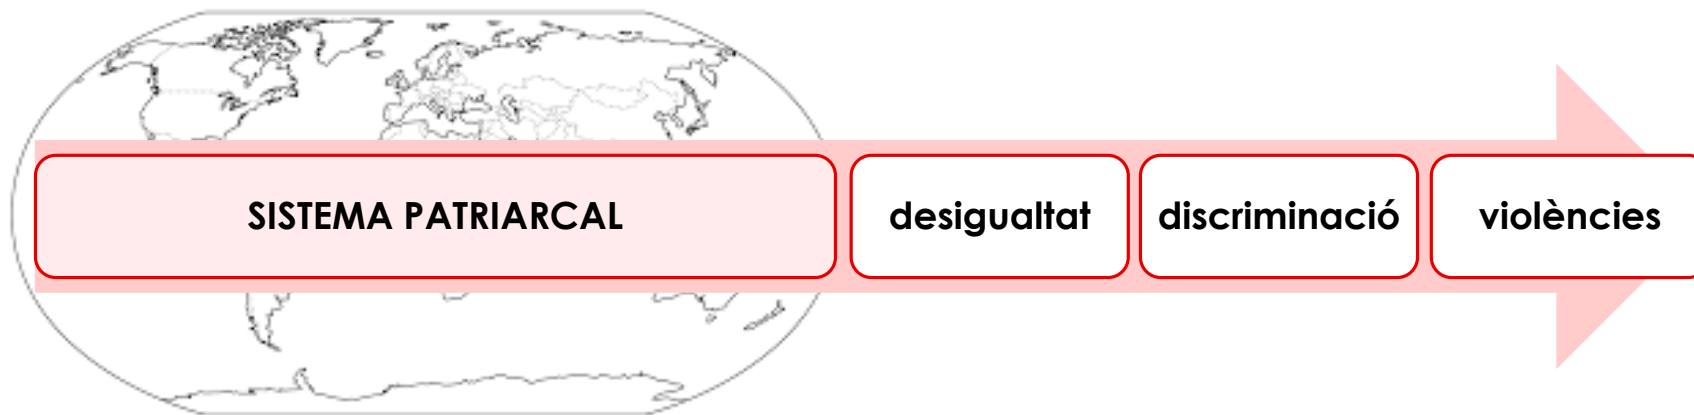 SISTEMA PATRIARCAL
desigualtat
discriminació
violències